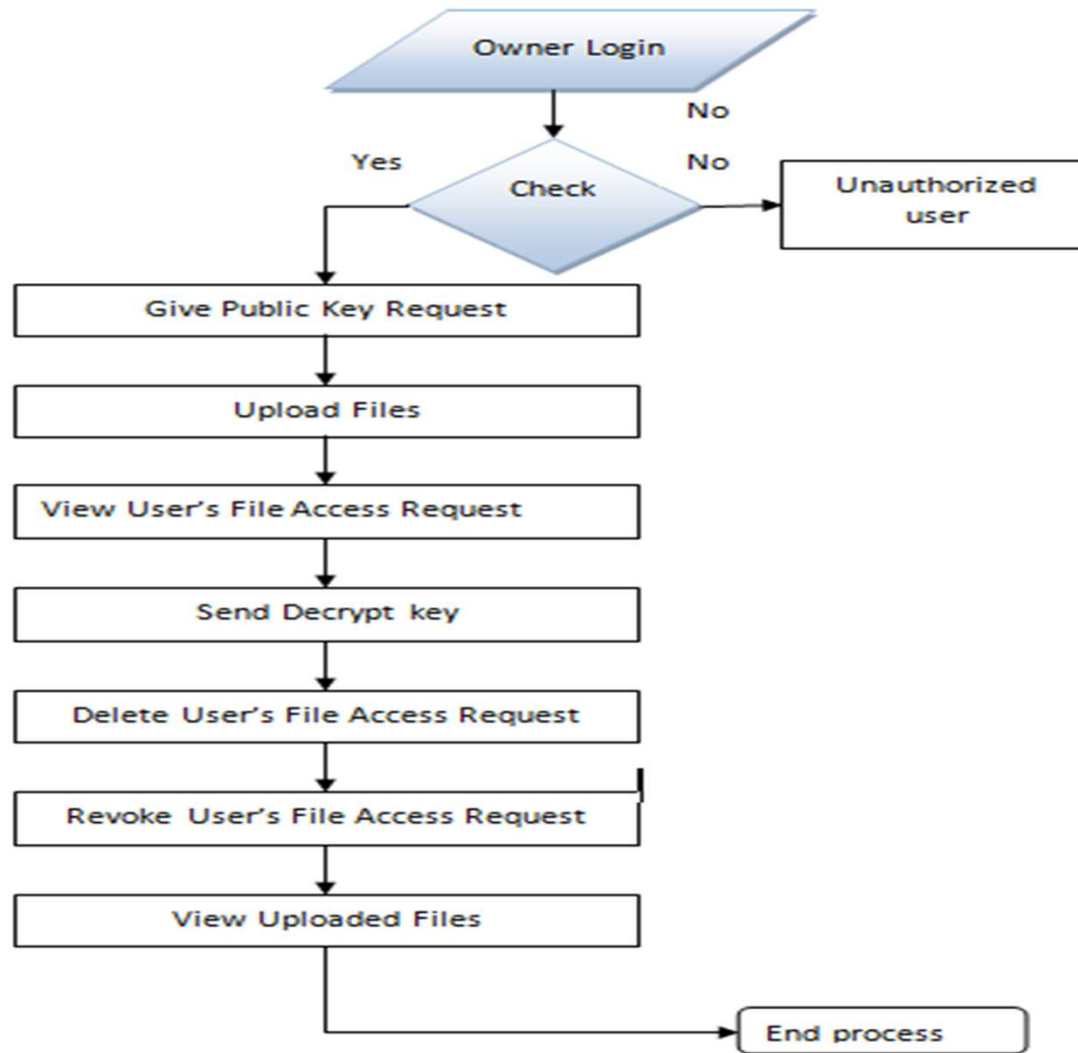 Owner Login
No
Yes
No
Check
Unauthorized
user
Give Public Key Request
Upload Files
View User’s File Access Request
Send Decrypt key
Delete User’s File Access Request
Revoke User’s File Access Request
View Uploaded Files
End process